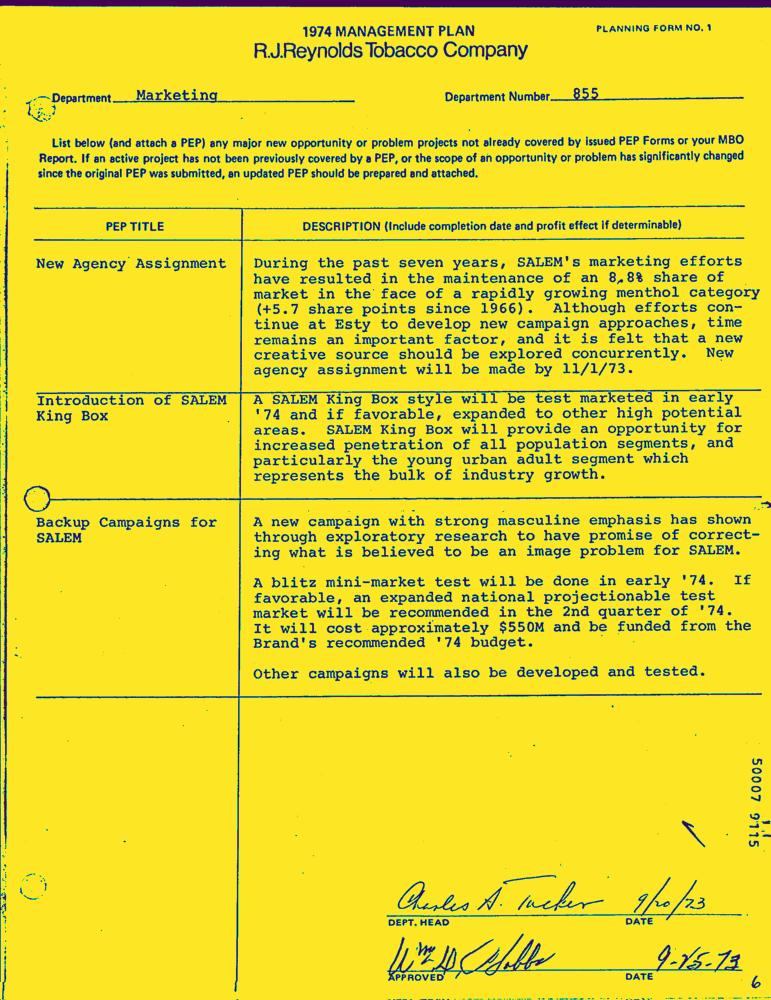 1974 MANAGEMENT PLAN
PLANNING FORM NO. 1
R.J.Reynolds Tobacco Company
Department Marketing
Department Number 855
List below (and attach a PEP) any major new opportunity or problem projects not already covered by issued PEP Forms or your MBO
Report. If an active project has not been previously covered by a PEP, or the scope of an opportunity or problem has significantly changed
since the original PEP was submitted, an updated PEP should be prepared and attached.
PEP TITLE
DESCRIPTION (Include completion date and profit effect if determinable)
New Agency Assignment
During the past seven years, SALEM's marketing efforts
have resulted in the maintenance of an 8.8% share of
market in the face of a rapidly growing menthol category
(+5.7 share points since 1966). Although efforts con-
tinue at Esty to develop new campaign approaches, time
remains an important factor, and it is felt that a new
creative source should be explored concurrently. New
agency assignment will be made by 11/1/73.
Introduction of SALEM
King Box
A SALEM King Box style will be test marketed in early
'74 and if favorable, expanded to other high potential
areas. SALEM King Box will provide an opportunity for
increased penetration of all population segments, and
particularly the young urban adult segment which
represents the bulk of industry growth.
Backup Campaigns for
SALEM
A new campaign with strong masculine emphasis has shown
through exploratory research to have promise of correct-
ing what is believed to be an image problem for SALEM.
A blitz mini-market test will be done in early '74. If
favorable, an expanded national projectionable test
market will be recommended in the 2nd quarter of '74.
It will cost approximately $550M and be funded from the
Brand's recommended '74 budget.
Other campaigns will also be developed and tested.
50007 9115
Charles A. Tucker 9/20/73
DEPT. HEAD
DATE
Wm D. Hobbs 9-25-73
APPROVED
DATE
6